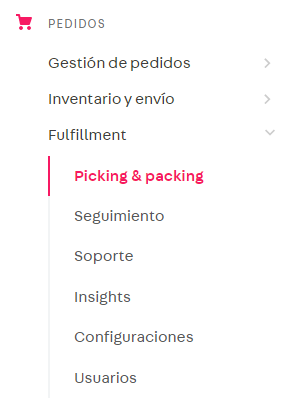 PEDIDOS
Gestión de pedidos
Inventario y envío
Fulfillment
Picking & packing
Seguimiento
Soporte
Insights
Configuraciones
Usuarios